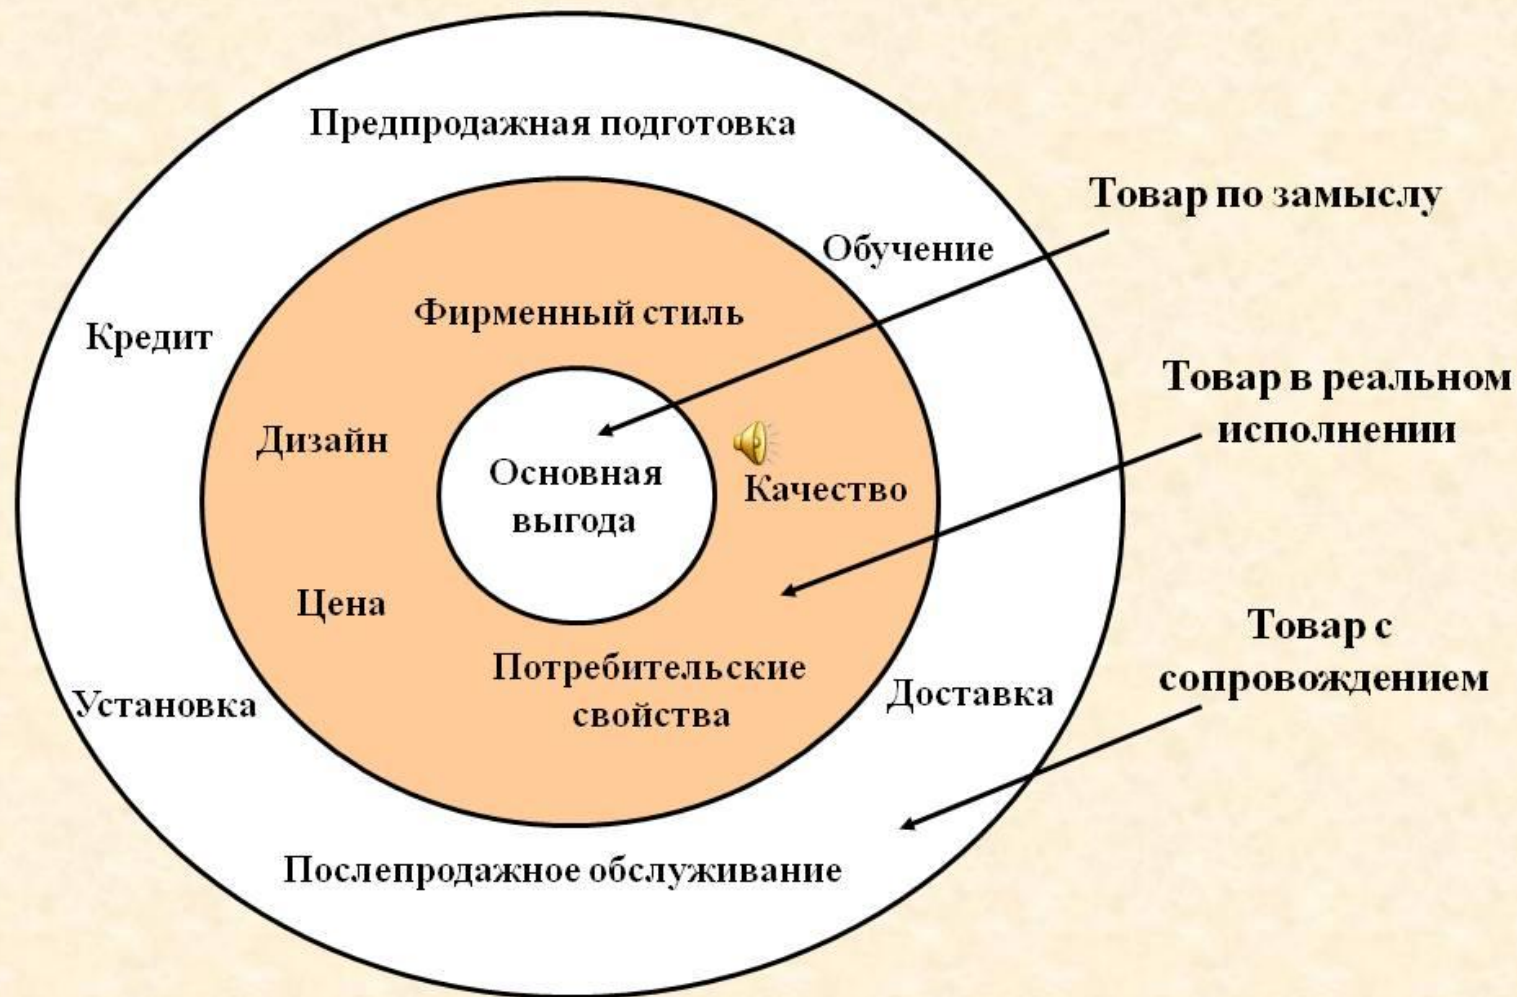 Предпродажная подготовка
Товар по замыслу
Обучение
Фирменный стиль
Кредит
Товар в реальном
исполнении
Дизайн
Основная
выгода
Качество
Цена
Товар с
сопровождением
Потребительские
свойства
Установка
Доставка
Послепродажное обслуживание